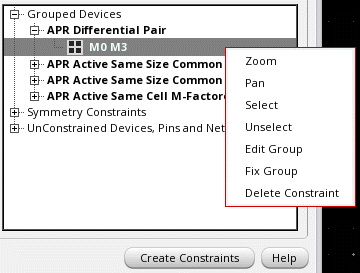 Grouped Devices
APR Differential Pair
M0 M3
APR Active Same Size Common
APR Active Same Size Common
APR Active Same Cell M-Factore
Symmetry Constraints
UnConstrained Devices, Pins and Net
Zoom
Pan
Select
Unselect
Edit Group
Fix Group
Delete Constraint
Create Constraints
Help